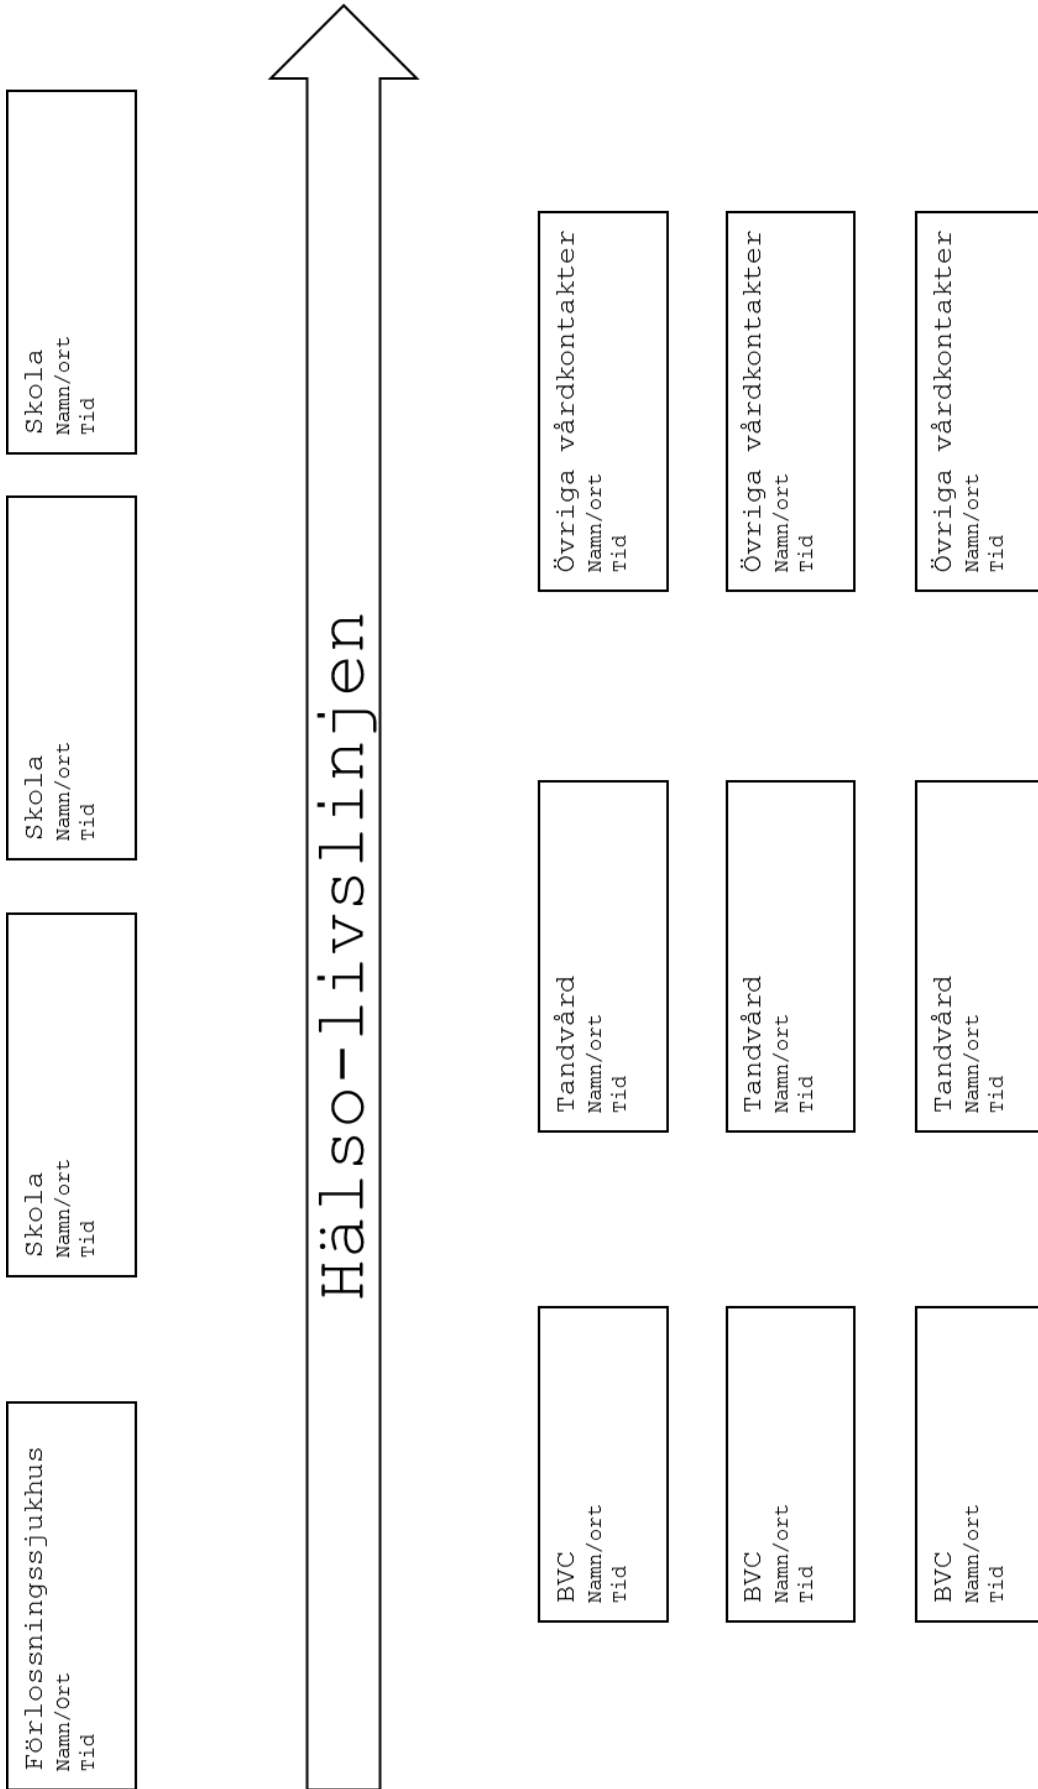 Förlossningssjukhus
Namn/Ort
Tid
Skola
Namn/ort
Tid
Skola
Namn/ort
Tid
Skola
Namn/ort
Tid
Hälso-livslinjen
BVC
Namn/ort
Tid
Tandvård
Namn/ort
Tid
Övriga vårdkontakter
Namn/ort
Tid
BVC
Namn/ort
Tid
Tandvård
Namn/ort
Tid
Övriga vårdkontakter
Namn/ort
Tid
BVC
Namn/ort
Tid
Tandvård
Namn/ort
Tid
Övriga vårdkontakter
Namn/ort
Tid